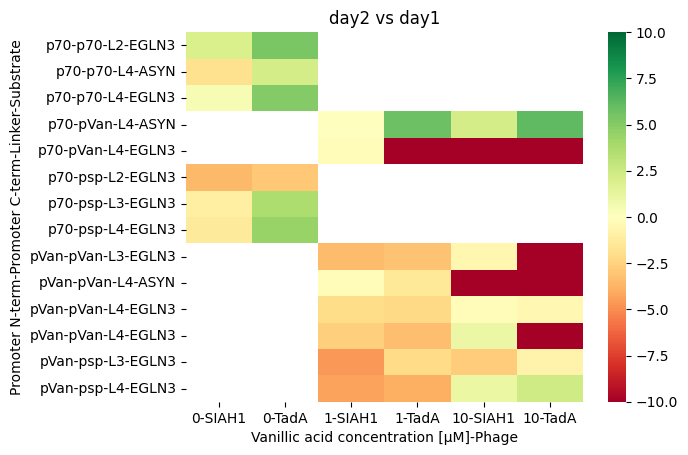 day2 vs day1
Promoter N-term-Promoter C-term-Linker-Substrate
p70-p70-L2-EGLN3
p70-p70-L4-ASYN
p70-p70-L4-EGLN3
p70-pVan-L4-ASYN
p70-pVan-L4-EGLN3
p70-psp-L2-EGLN3
p70-psp-L3-EGLN3
p70-psp-L4-EGLN3
pVan-pVan-L3-EGLN3
pVan-pVan-L4-ASYN
pVan-pVan-L4-EGLN3
pVan-pVan-L4-EGLN3
pVan-psp-L3-EGLN3
pVan-psp-L4-EGLN3
0-SIAH1 0-TadA 1-SIAH1 1-TadA 10-SIAH1 10-TadA
Vanillic acid concentration [µM]-Phage
10.0
7.5
5.0
2.5
0.0
−2.5
−5.0
−7.5
−10.0